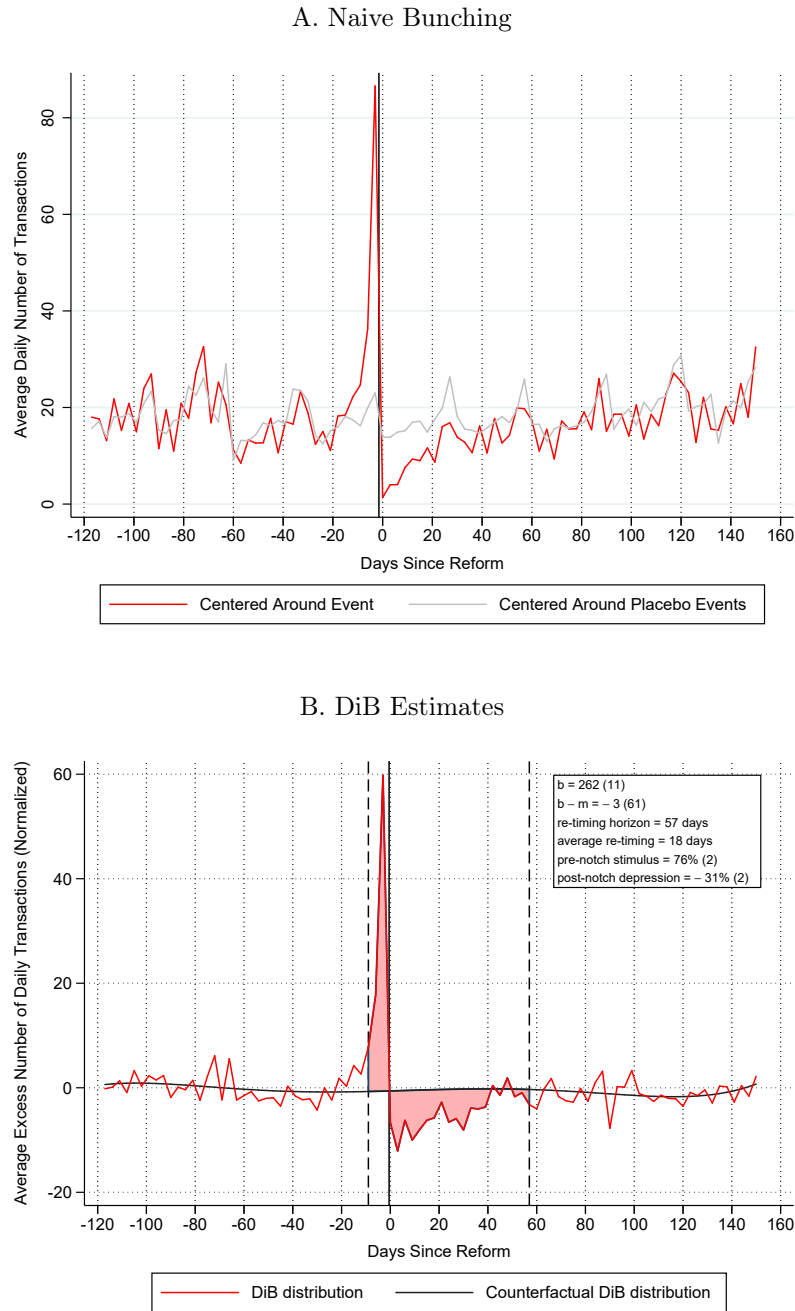 A. Naive Bunching
Average Daily Number of Transactions
80
60
40
20
0
-120 -100 -80 -60 -40 -20 0 20 40 60 80 100 120 140 160
Days Since Reform
Centered Around Event Centered Around Placebo Events
B. DiB Estimates
Average Excess Number of Daily Transactions (Normalized)
60
40
20
0
-20
b = 262 (11)
b – m = – 3 (61)
re-timing horizon = 57 days
average re-timing = 18 days
pre-notch stimulus = 76% (2)
post-notch depression = – 31% (2)
-120 -100 -80 -60 -40 -20 0 20 40 60 80 100 120 140 160
Days Since Reform
DiB distribution Counterfactual DiB distribution